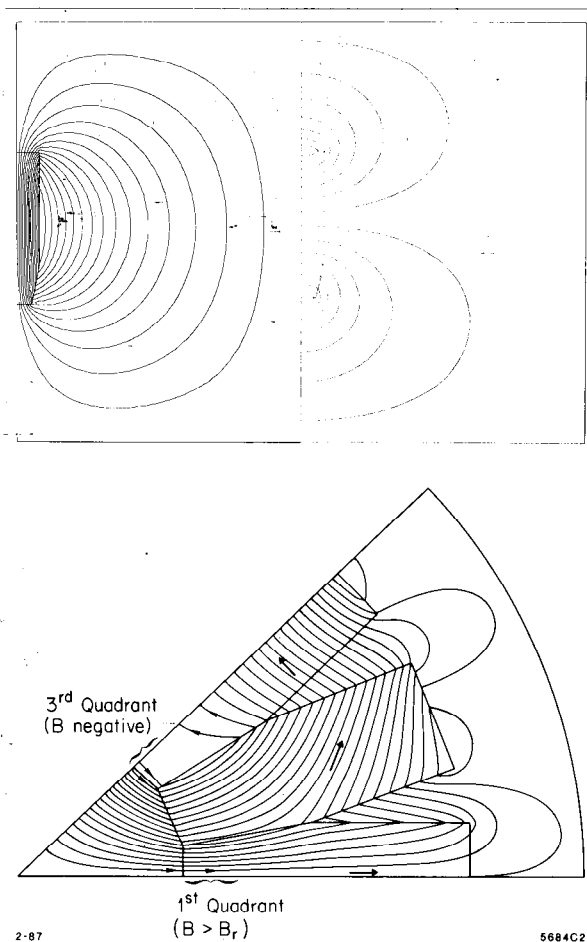 3rd Quadrant
(B negative)
1st Quadrant
(B > Br)
2-87
5684C2